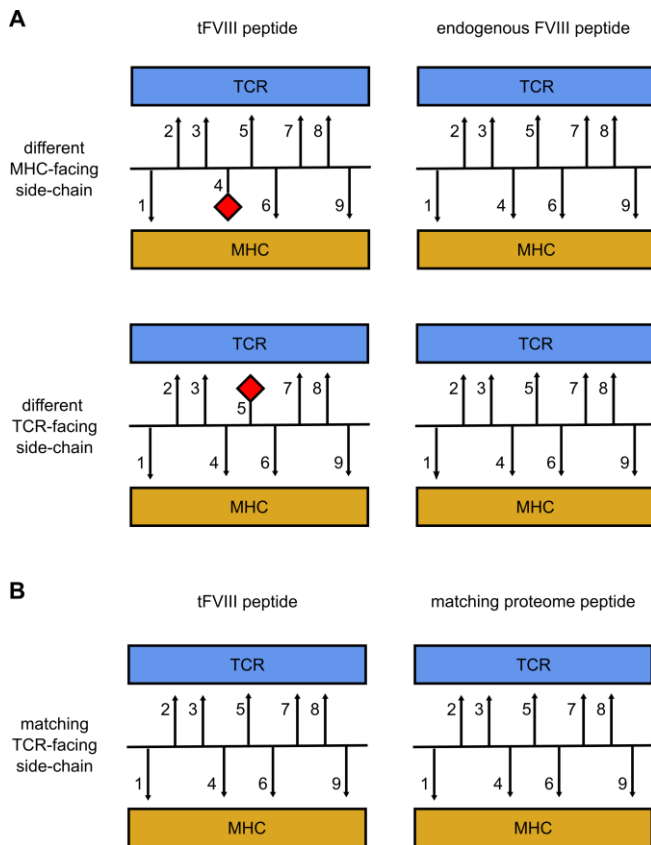 A
tFVIII peptide
endogenous FVIII peptide
TCR
TCR
different
MHC-facing
side-chain
2 3 5 7 8
2 3 5 7 8
1 4 6 9
1 4 6 9
MHC
MHC
TCR
TCR
different
TCR-facing
side-chain
2 3 5 7 8
2 3 5 7 8
1 4 6 9
1 4 6 9
MHC
MHC
B
tFVIII peptide
matching proteome peptide
TCR
TCR
matching
TCR-facing
side-chain
2 3 5 7 8
2 3 5 7 8
1 4 6 9
1 4 6 9
MHC
MHC